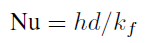 Nu = hd/k_f